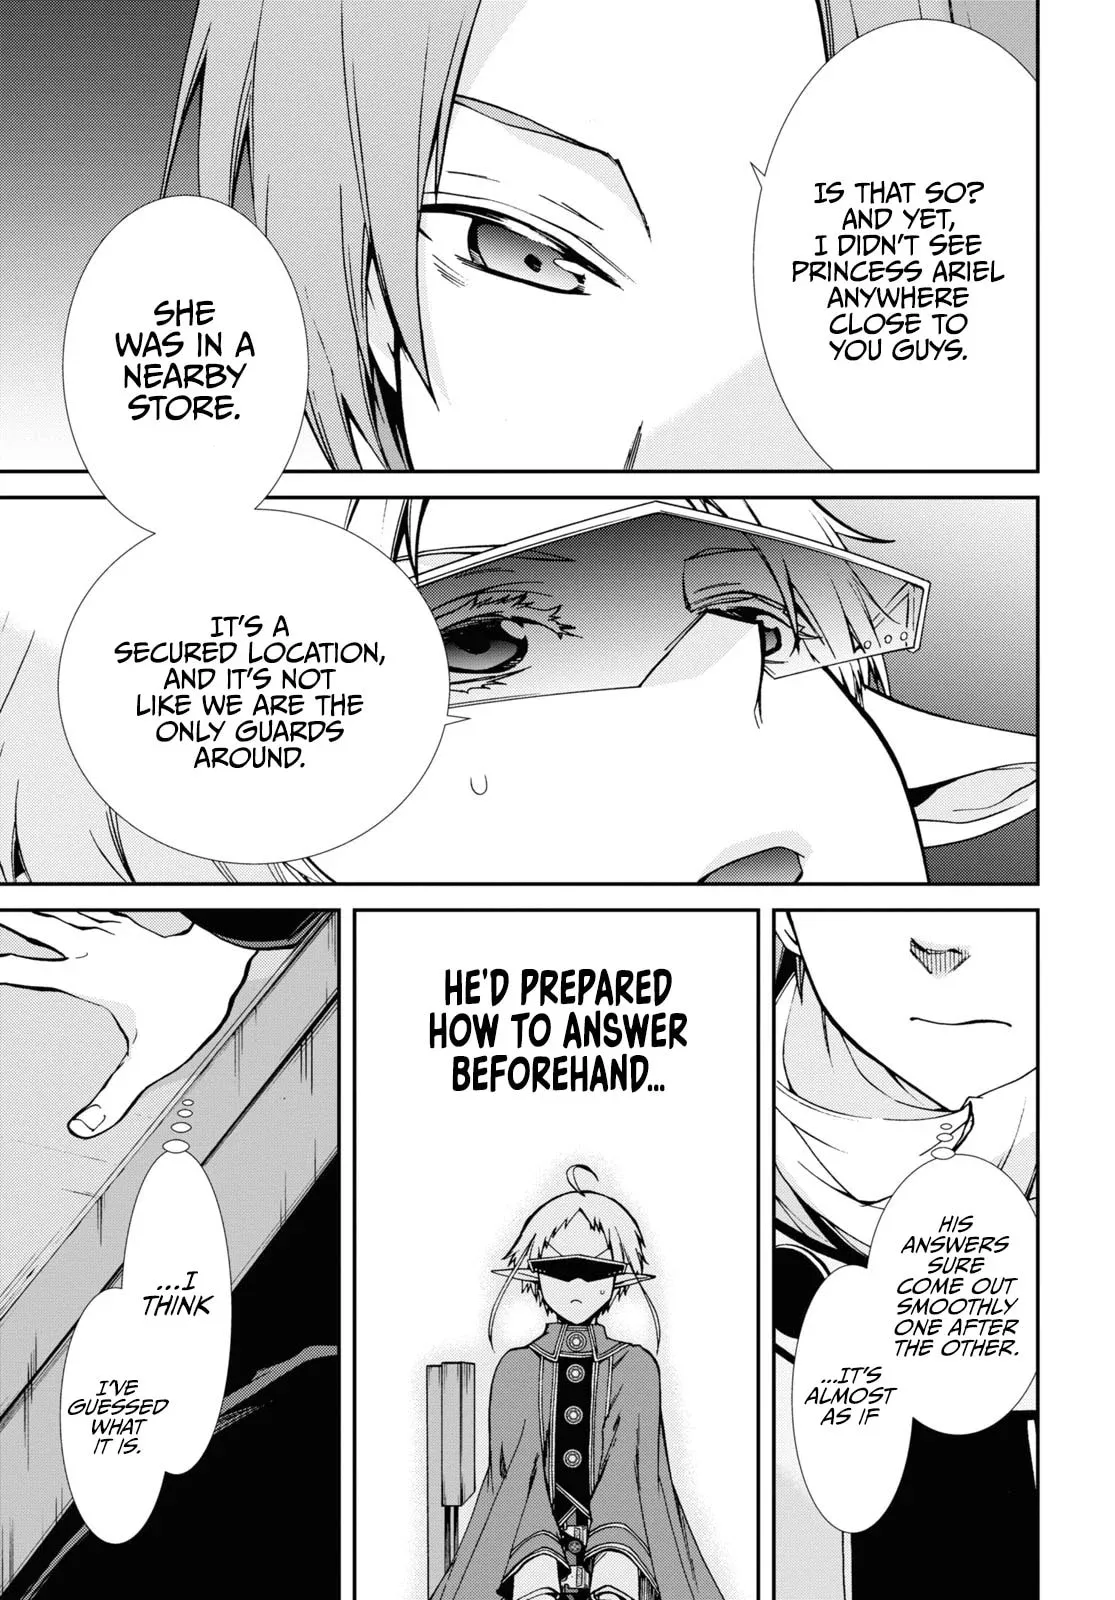 IS THAT SO?
AND YET,
I DIDN'T SEE
PRINCESS ARIEL
ANYWHERE
CLOSE TO
YOU GUYS.
SHE
WAS IN A
NEARBY
STORE.
IT'S A
SECURED LOCATION,
AND IT'S NOT
LIKE WE ARE THE
ONLY GUARDS
AROUND.
HIS
ANSWERS
SURE
COME OUT
SMOOTHLY
ONE AFTER
THE OTHER.
...IT'S
ALMOST
AS IF
HE'D PREPARED
HOW TO ANSWER
BEFOREHAND...
...I
THINK
I'VE
GUESSED
WHAT
IT IS.